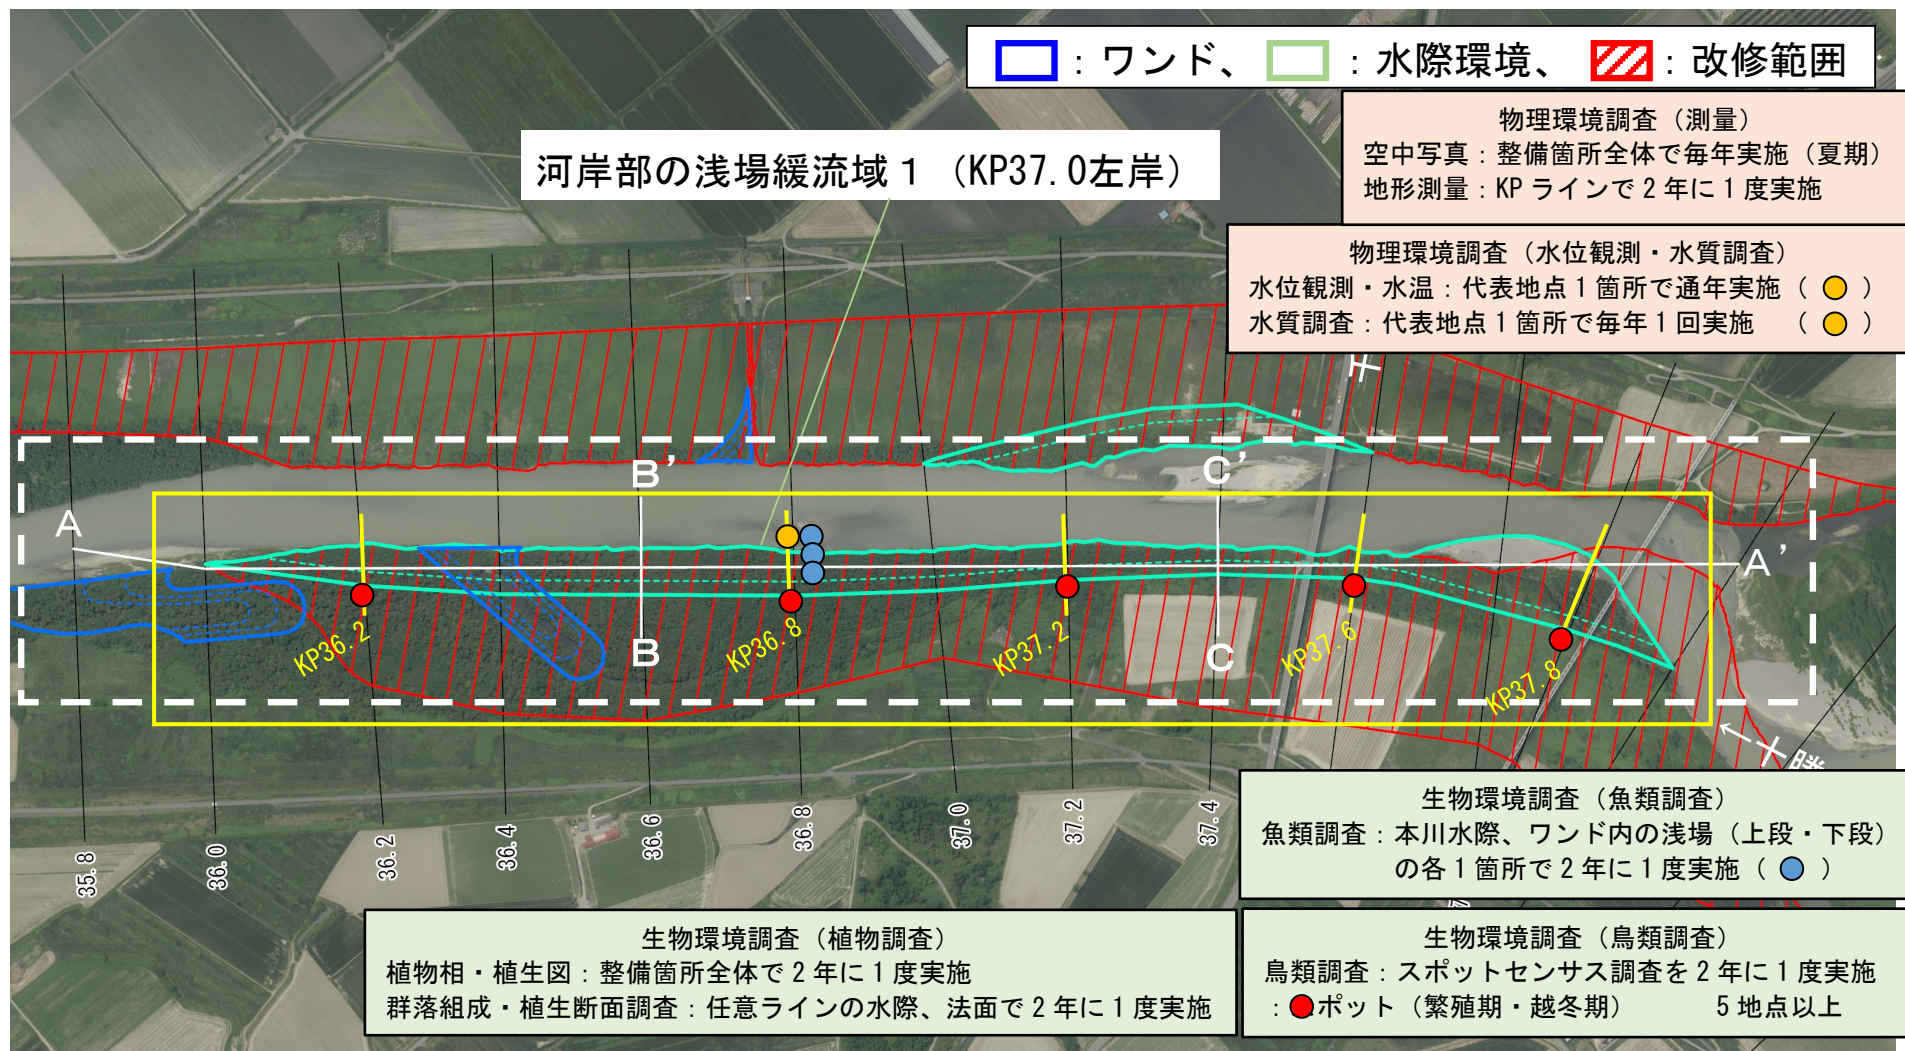 ：ワンド、　：水際環境、　：改修範囲
物理環境調査（測量）
空中写真：整備箇所全体で毎年実施（夏期）
地形測量：KPラインで２年に１度実施
河岸部の浅場緩流域１（KP37.0左岸）
物理環境調査（水位観測・水質調査）
水位観測・水温：代表地点１箇所で通年実施（　）
水質調査：代表地点１箇所で毎年１回実施　（　）
十
B'
C'
A
A'
B
C
KP36.2
KP36.8
KP37.2
KP37.6
KP37.8
←十勝
35.8
36.0
36.2
36.4
36.6
36.8
37.0
37.2
37.4
生物環境調査（魚類調査）
魚類調査：本川水際、ワンド内の浅場（上段・下段）
の各１箇所で２年に１度実施（　）
生物環境調査（植物調査）
植物相・植生図：整備箇所全体で２年に１度実施
群落組成・植生断面調査：任意ラインの水際、法面で２年に１度実施
生物環境調査（鳥類調査）
鳥類調査：スポットセンサス調査を２年に１度実施
：ポット（繁殖期・越冬期）　５地点以上